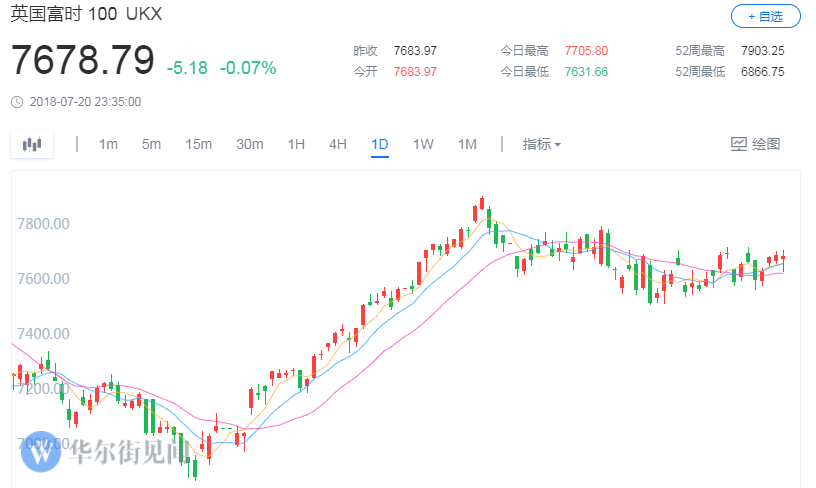 英国富时 100 UKX
+ 自选
7678.79 -5.18 -0.07%
昨收 7683.97 今日最高 7705.80 52周最高 7903.25
今开 7683.97 今日最低 7631.66 52周最低 6866.75
2018-07-20 23:35:00
1m 5m 15m 30m 1H 4H 1D 1W 1M 指标 绘图
7800.00
7600.00
7400.00
7200.00
7000.00
W 华尔街见闻